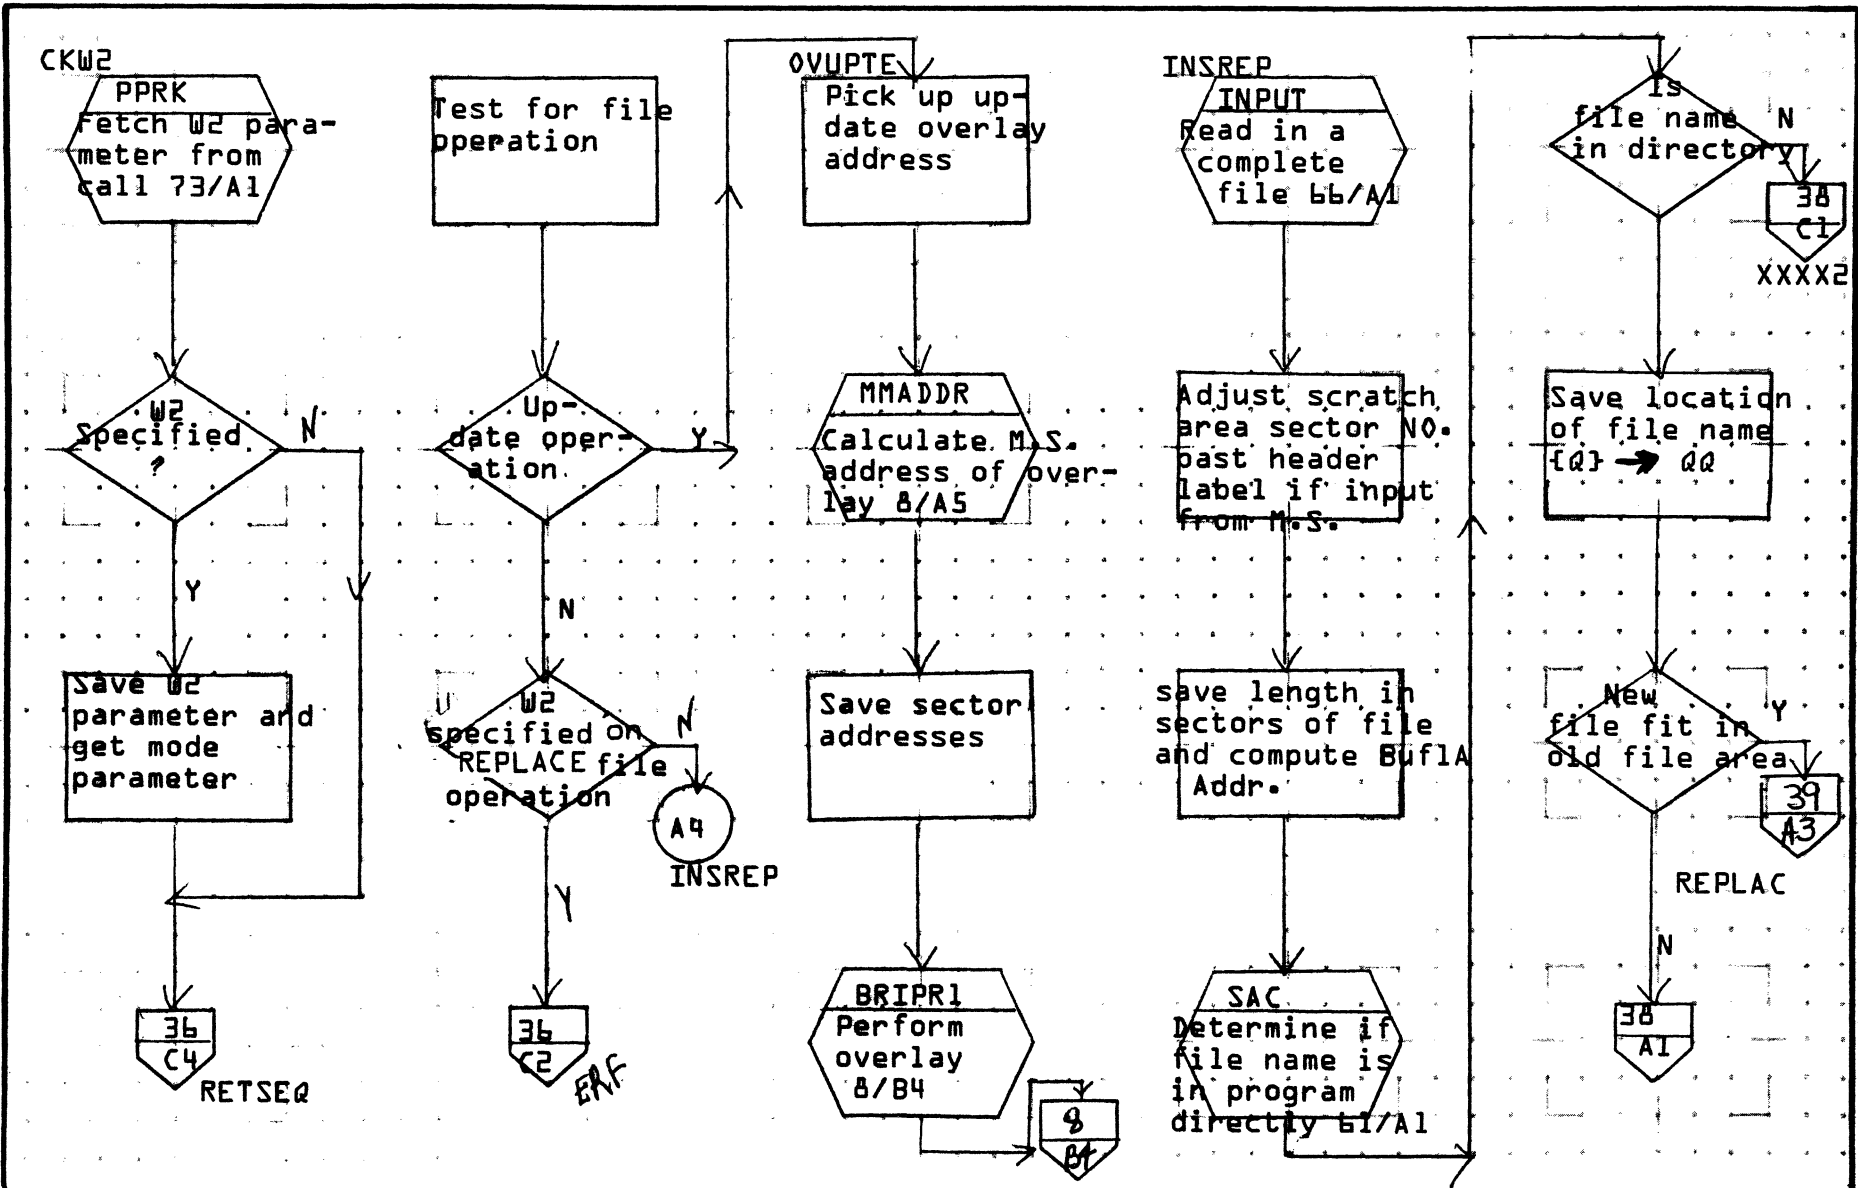 CKW2
PPRK
Fetch W2 para-
meter from
call 73/A1
W2
Specified
?
N
Y
Save W2
parameter and
get mode
parameter
36
C4
RETSEQ
Test for file
operation
Up-
date oper-
ation
Y
N
W2
specified on
REPLACE file
operation
N
A4
INSREP
Y
36
C2
ERF
OVUPTE
Pick up up-
date overlay
address
MMADDR
Calculate M.S.
address of over-
lay 8/A5
Save sector
addresses
BRIPR1
Perform
overlay
8/B4
8
B4
INSREP
INPUT
Read in a
complete
file 66/A1
Adjust scratch
area sector NO.
past header
label if input
from M.S.
save length in
sectors of file
and compute BuflA
Addr.
SAC
Determine if
file name is
in program
directly 61/A1
Is
file name
in directory
N
38
C1
XXXX2
Save location
of file name
{Q} → QQ
New
file fit in
old file area
Y
39
A3
REPLAC
N
38
A1